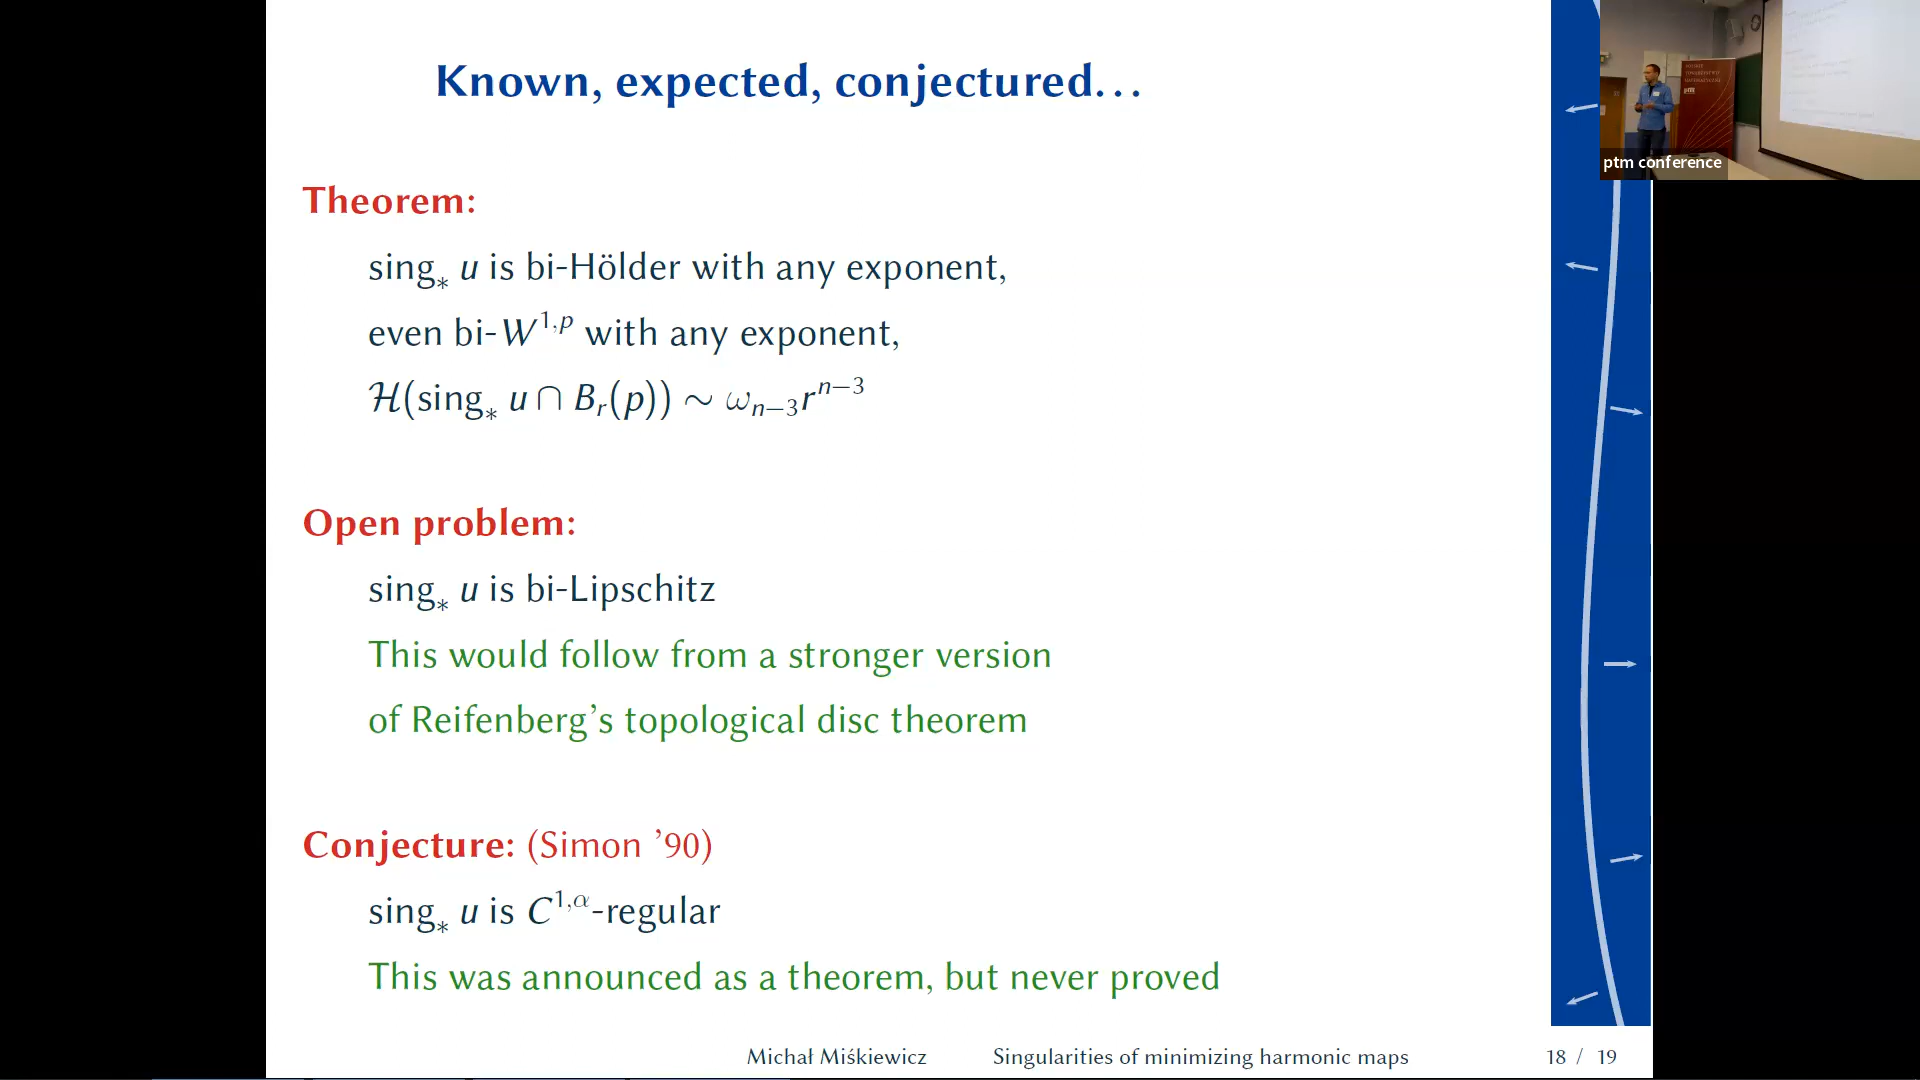 Known, expected, conjectured…
Theorem:
sing∗ u is bi-Hölder with any exponent,
even bi-W^{1,p} with any exponent,
ℋ(sing∗ u ∩ B_r(p)) ∼ ω_{n−3}r^{n−3}
Open problem:
sing∗ u is bi-Lipschitz
This would follow from a stronger version
of Reifenberg’s topological disc theorem
Conjecture: (Simon ’90)
sing∗ u is C^{1,α}-regular
This was announced as a theorem, but never proved
Michał Miśkiewicz Singularities of minimizing harmonic maps 18 / 19
ptm conference